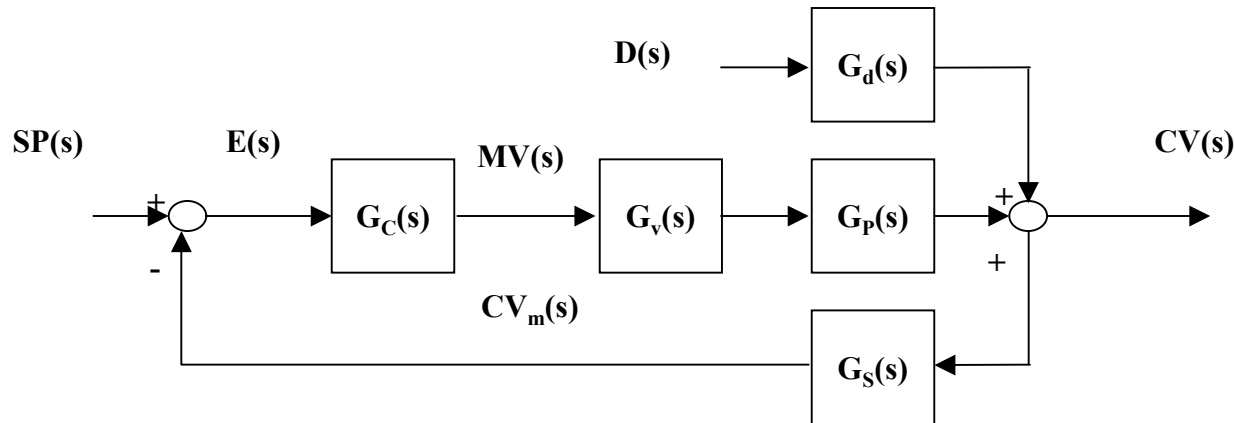 D(s)
G_d(s)
SP(s)
E(s)
MV(s)
CV(s)
+
G_C(s)
G_v(s)
G_P(s)
+
+
-
CV_m(s)
G_S(s)